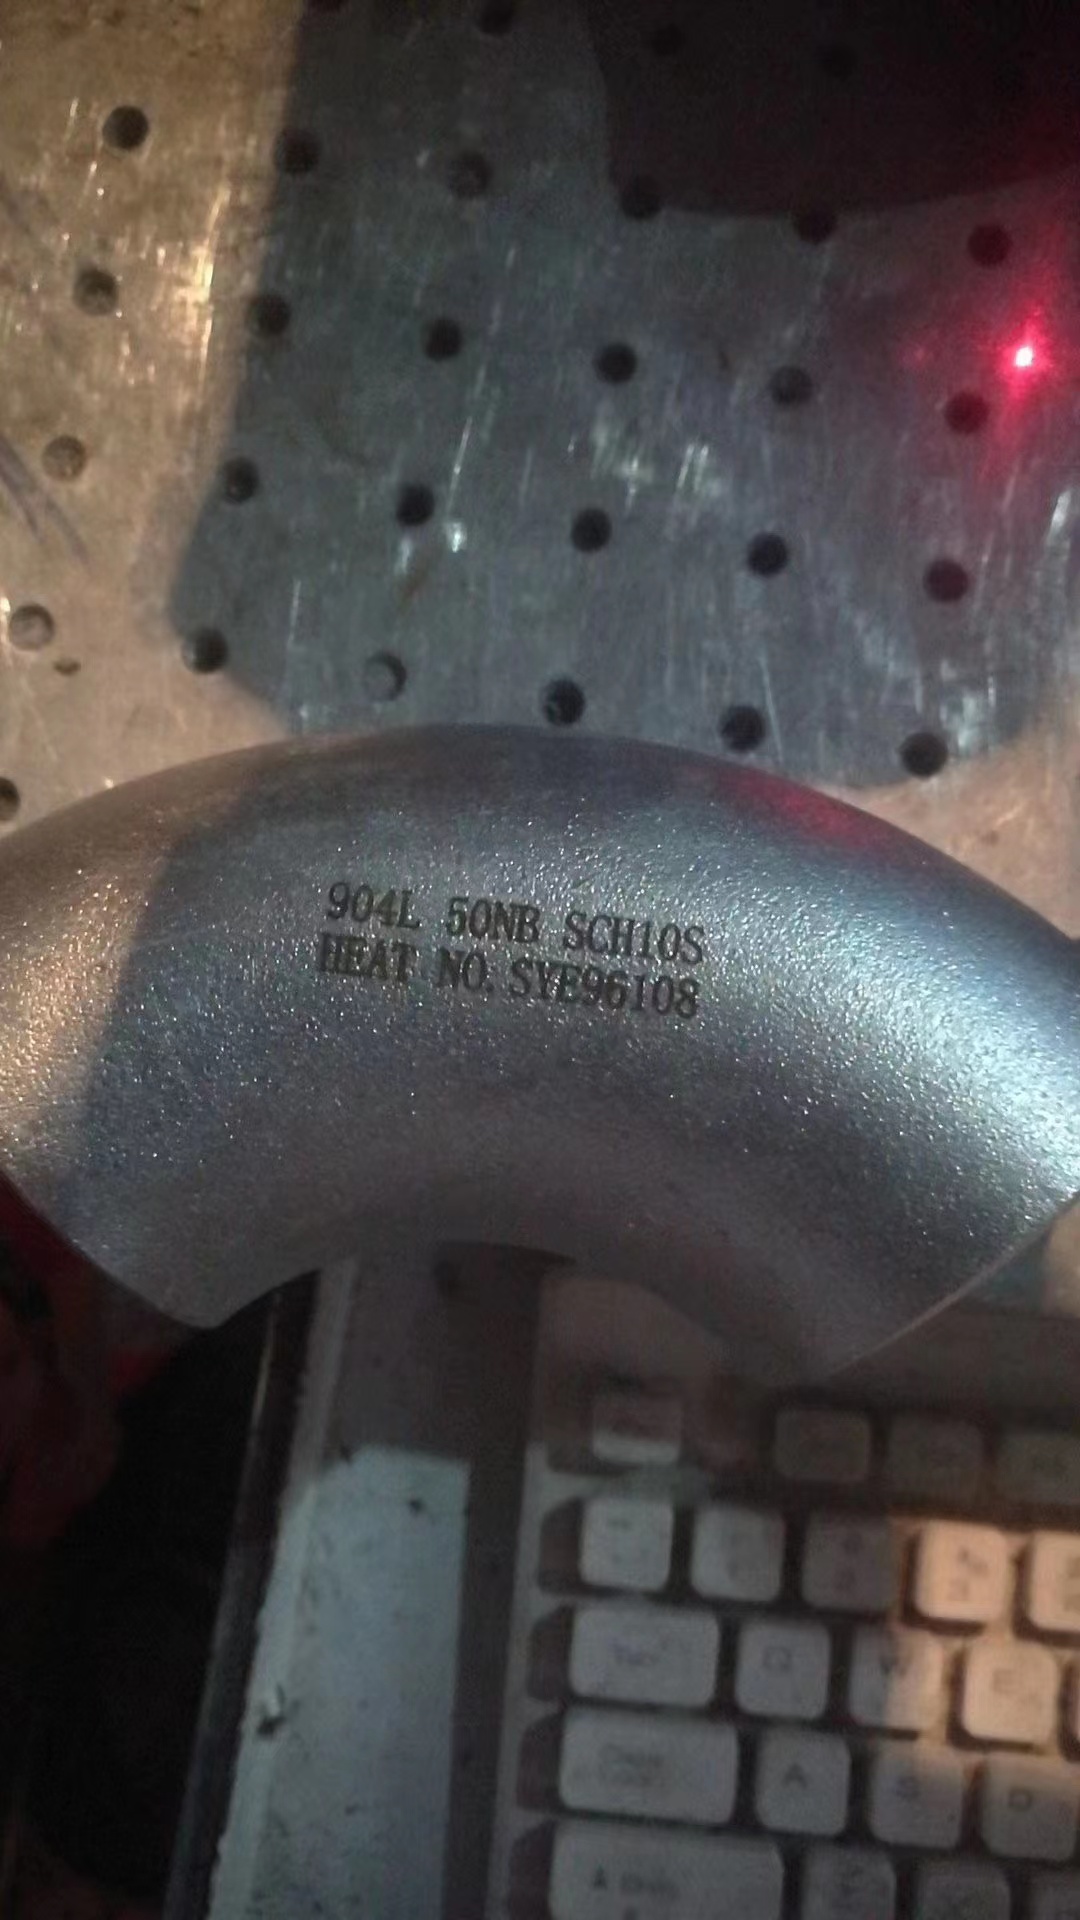 904L 50NB SCH10S
HEAT NO. SYE96108
Q
W
E
A
S
D